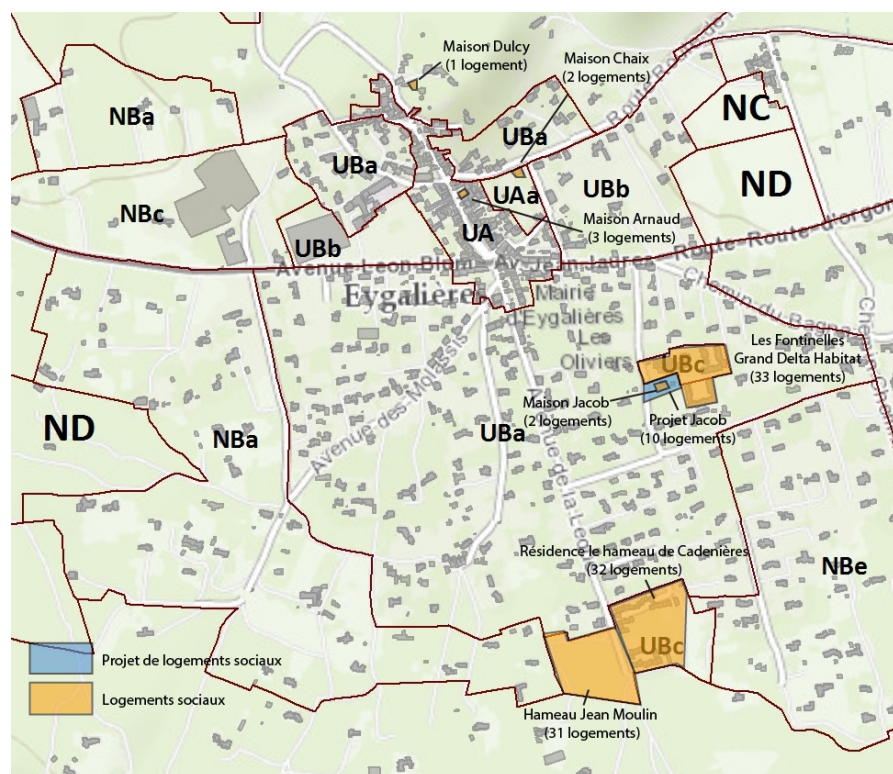 Maison Dulcy
(1 logement)
Maison Chaix
(2 logements)
NBa
UBa
NC
UBa
UBb
ND
NBc
UAa
Maison Arnaud
(3 logements)
UBb
UA
Route-Route-d'orgon
Avenue-Leon-Blum
Av.-Jean-Jaures
Eygalières
Mairie
d'Eygalières
Les
Oliviers
Les Fontinelles
Grand Delta Habitat
(33 logements)
UBc
Maison Jacob
(2 logements)
Projet Jacob
(10 logements)
ND
NBa
Avenue-des-Molassis
UBa
Avenue-de-la-Leca
Résidence le hameau de Cadenières
(32 logements)
NBe
UBc
Projet de logements sociaux
Logements sociaux
Hameau Jean Moulin
(31 logements)